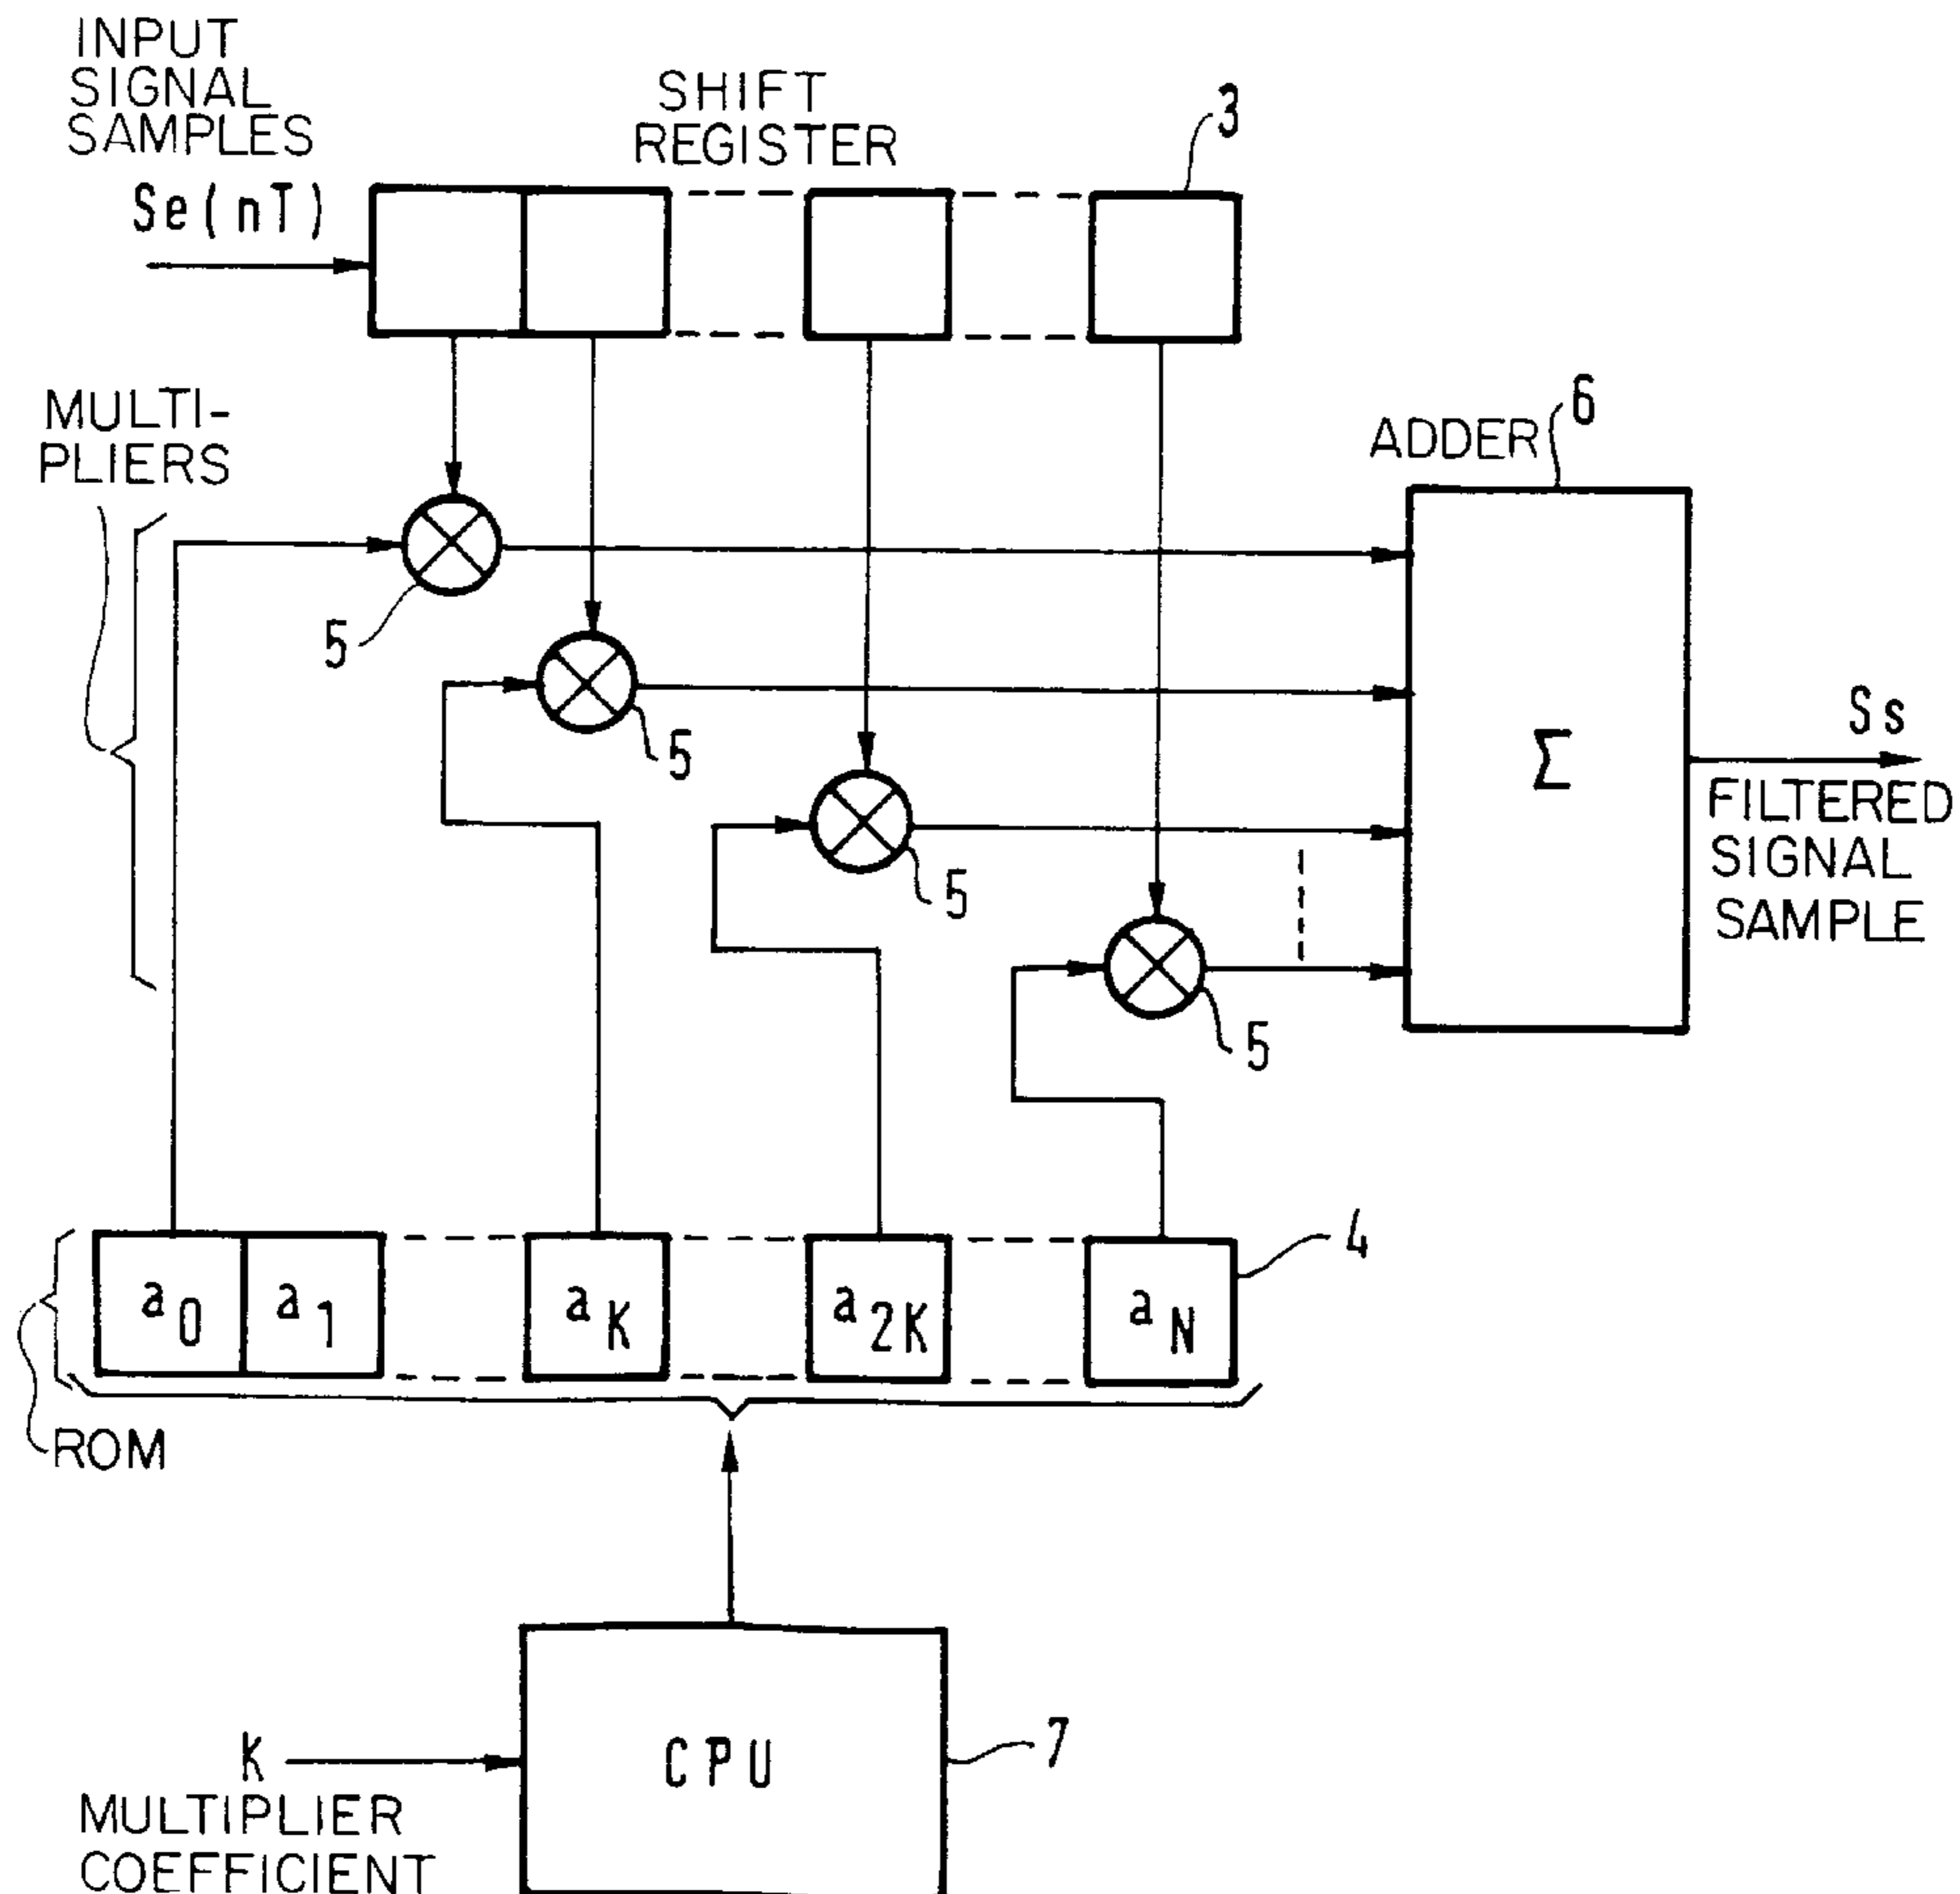 INPUT
SIGNAL
SAMPLES
Se(nT)
SHIFT
REGISTER
3
MULTI-
PLIERS
ADDER
6
5
5
5
5
Σ
Ss
FILTERED
SIGNAL
SAMPLE
a0
a1
aK
a2K
aN
4
ROM
K
MULTIPLIER
COEFFICIENT
CPU
7